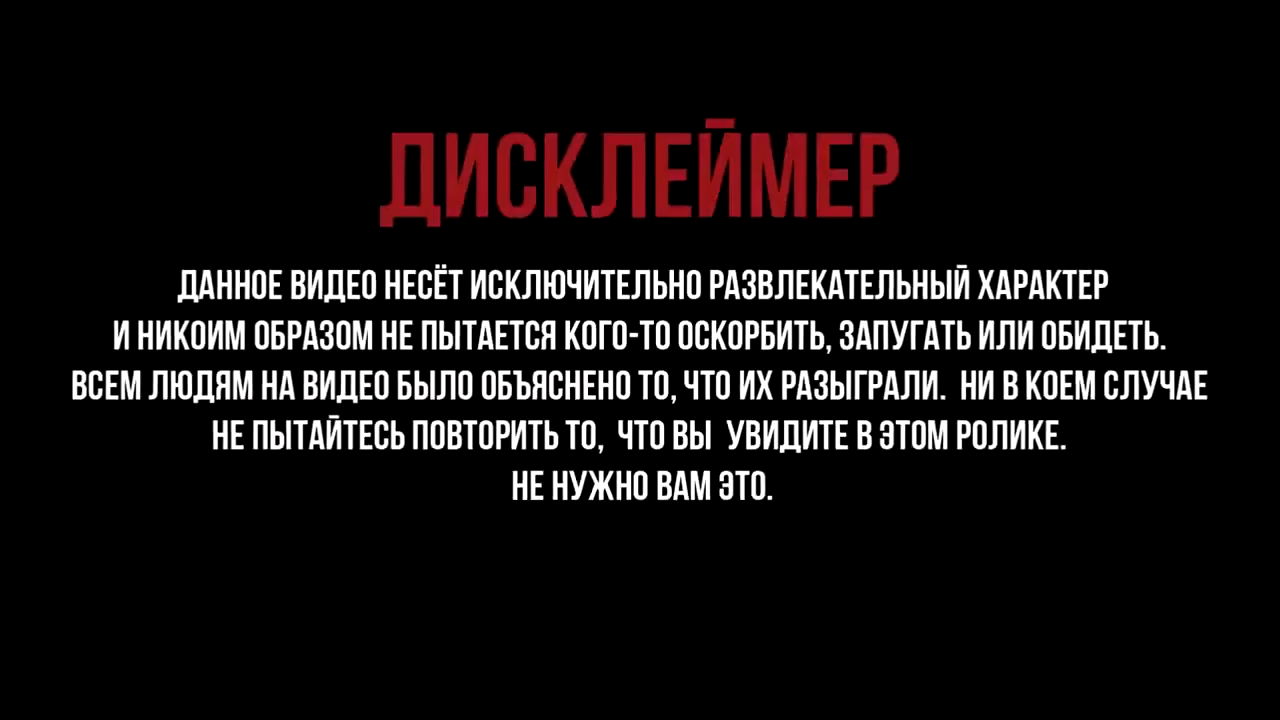 ДИСКЛЕЙМЕР
ДАННОЕ ВИДЕО НЕСЁТ ИСКЛЮЧИТЕЛЬНО РАЗВЛЕКАТЕЛЬНЫЙ ХАРАКТЕР
И НИКОИМ ОБРАЗОМ НЕ ПЫТАЕТСЯ КОГО-ТО ОСКОРБИТЬ, ЗАПУГАТЬ ИЛИ ОБИДЕТЬ.
ВСЕМ ЛЮДЯМ НА ВИДЕО БЫЛО ОБЪЯСНЕНО ТО, ЧТО ИХ РАЗЫГРАЛИ. НИ В КОЕМ СЛУЧАЕ
НЕ ПЫТАЙТЕСЬ ПОВТОРИТЬ ТО, ЧТО ВЫ УВИДИТЕ В ЭТОМ РОЛИКЕ.
НЕ НУЖНО ВАМ ЭТО.